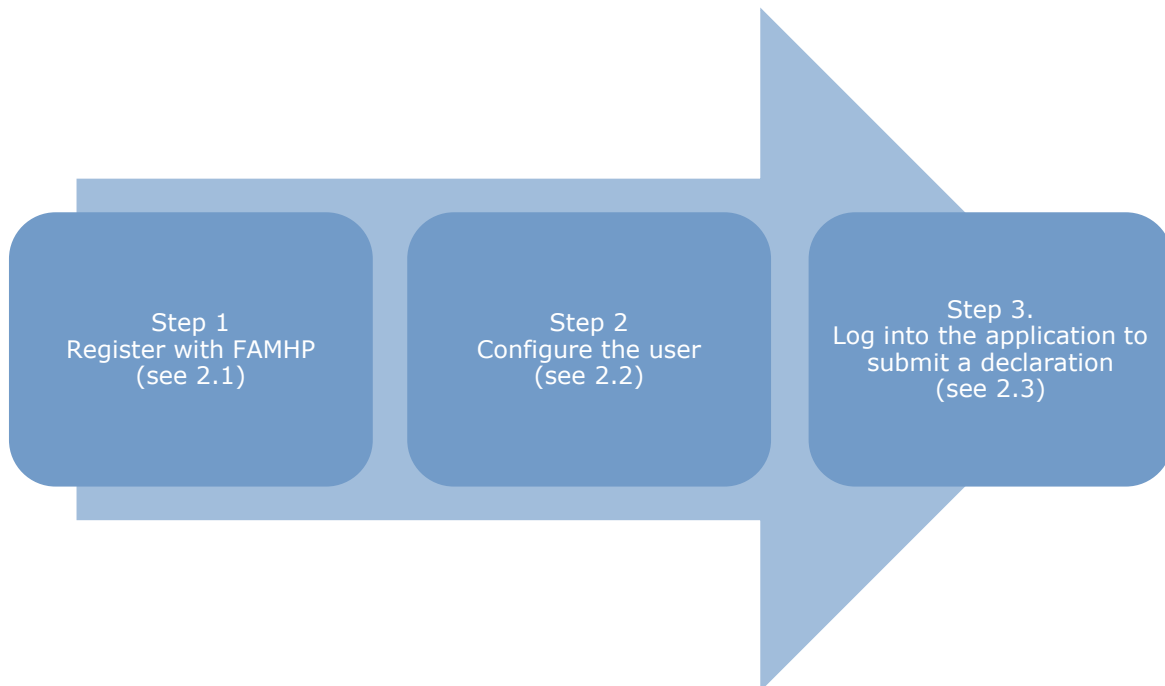 Step 1
Register with FAMHP
(see 2.1)
Step 2
Configure the user
(see 2.2)
Step 3.
Log into the application to
submit a declaration
(see 2.3)